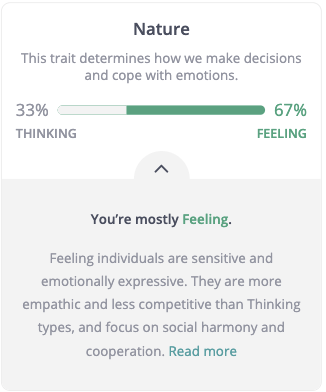 Nature
This trait determines how we make decisions
and cope with emotions.
33% 67%
THINKING FEELING
You're mostly Feeling.
Feeling individuals are sensitive and
emotionally expressive. They are more
empathic and less competitive than Thinking
types, and focus on social harmony and
cooperation. Read more